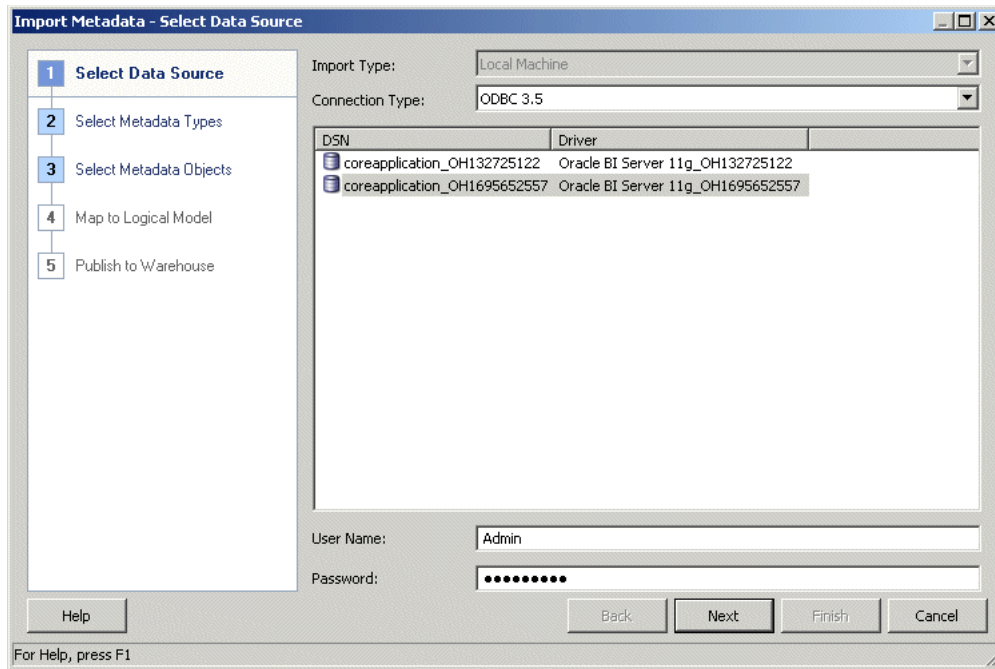 Import Metadata - Select Data Source
1 Select Data Source
2 Select Metadata Types
3 Select Metadata Objects
4 Map to Logical Model
5 Publish to Warehouse
Import Type: Local Machine
Connection Type: ODBC 3.5
DSN Driver
coreapplication_OH132725122 Oracle BI Server 11g_OH132725122
coreapplication_OH1695652557 Oracle BI Server 11g_OH1695652557
User Name: Admin
Password: ●●●●●●●●●
Help Back Next Finish Cancel
For Help, press F1